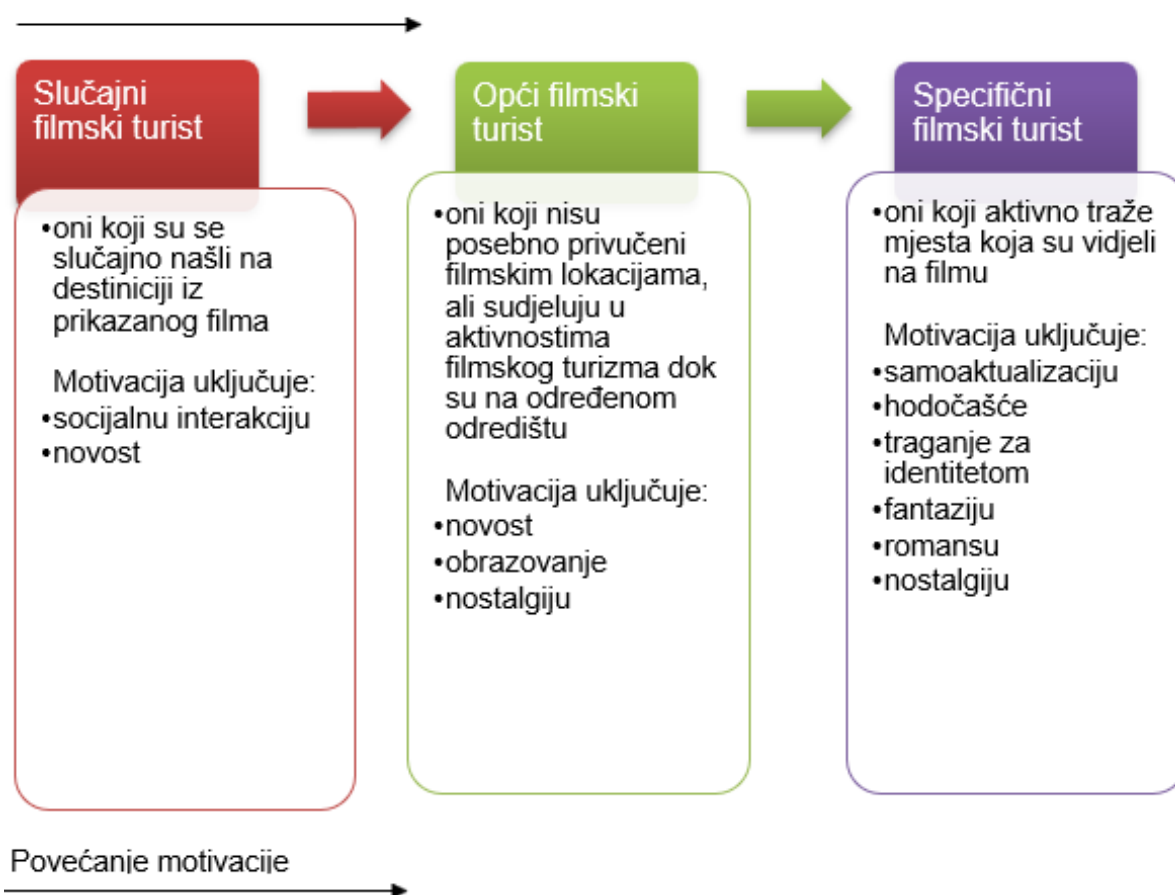 Slučajni
filmski turist
Opći filmski
turist
Specifični
filmski turist
•oni koji su se
slučajno našli na
destiniciji iz
prikazanog filma
Motivacija uključuje:
•socijalnu interakciju
•novost
•oni koji nisu
posebno privučeni
filmskim lokacijama,
ali sudjeluju u
aktivnostima
filmskog turizma dok
su na određenom
odredištu
Motivacija uključuje:
•novost
•obrazovanje
•nostalgiju
•oni koji aktivno traže
mjesta koja su vidjeli
na filmu
Motivacija uključuje:
•samoaktualizaciju
•hodočašće
•traganje za
identitetom
•fantaziju
•romansu
•nostalgiju
Povećanje motivacije